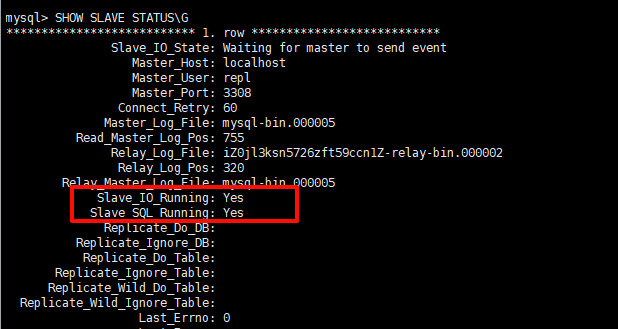 mysql> SHOW SLAVE STATUS\G
*************************** 1. row ***************************
Slave_IO_State: Waiting for master to send event
Master_Host: localhost
Master_User: repl
Master_Port: 3308
Connect_Retry: 60
Master_Log_File: mysql-bin.000005
Read_Master_Log_Pos: 755
Relay_Log_File: iZ0jl3ksn5726zft59ccn1Z-relay-bin.000002
Relay_Log_Pos: 320
Relay_Master_Log_File: mysql-bin.000005
Slave_IO_Running: Yes
Slave_SQL_Running: Yes
Replicate_Do_DB:
Replicate_Ignore_DB:
Replicate_Do_Table:
Replicate_Ignore_Table:
Replicate_Wild_Do_Table:
Replicate_Wild_Ignore_Table:
Last_Errno: 0